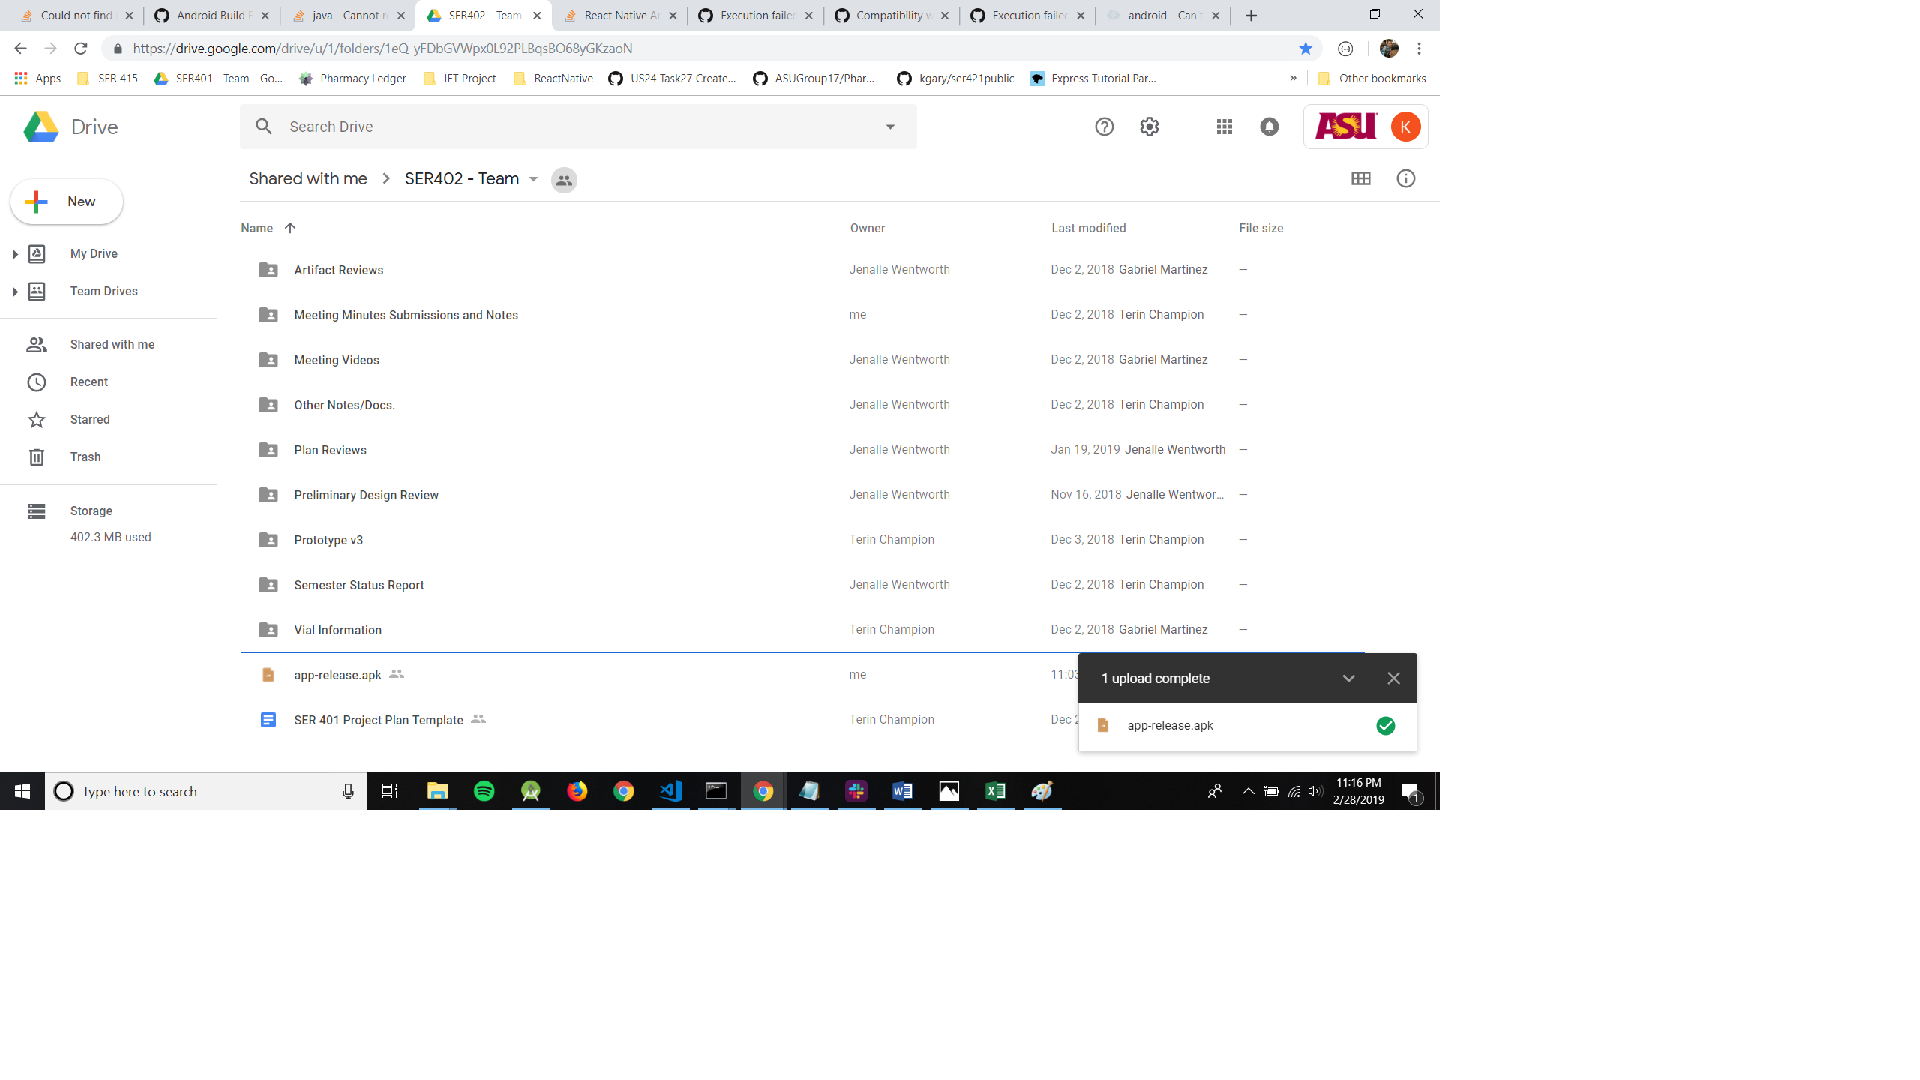 Could not find
Android Build F
java - Cannot r
SER402 - Team
React Native An
Execution failed
Compatibility w
Execution failed
android - Can't
https://drive.google.com/drive/u/1/folders/1eQ-yFDbGVWpx0L92PLBqsBO68yGKzaoN
Apps
SER 415
SER401 - Team - Go...
Pharmacy Ledger
IFT Project
ReactNative
US24 Task27 Create...
ASUGroup17/Phar...
kgary/ser421public
Express Tutorial Par...
»
Other bookmarks
Drive
Search Drive
ASU
K
Shared with me > SER402 - Team
New
My Drive
Team Drives
Shared with me
Recent
Starred
Trash
Storage
402.3 MB used
Name Owner Last modified File size
Artifact Reviews Jenalle Wentworth Dec 2, 2018 Gabriel Martinez —
Meeting Minutes Submissions and Notes me Dec 2, 2018 Terin Champion —
Meeting Videos Jenalle Wentworth Dec 2, 2018 Gabriel Martinez —
Other Notes/Docs. Jenalle Wentworth Dec 2, 2018 Terin Champion —
Plan Reviews Jenalle Wentworth Jan 19, 2019 Jenalle Wentworth —
Preliminary Design Review Jenalle Wentworth Nov 16, 2018 Jenalle Wentwor... —
Prototype v3 Terin Champion Dec 3, 2018 Terin Champion —
Semester Status Report Jenalle Wentworth Dec 2, 2018 Terin Champion —
Vial Information Terin Champion Dec 2, 2018 Gabriel Martinez —
app-release.apk me 11:03
SER 401 Project Plan Template Terin Champion Dec 2
1 upload complete
app-release.apk
Type here to search
11:16 PM
2/28/2019
1